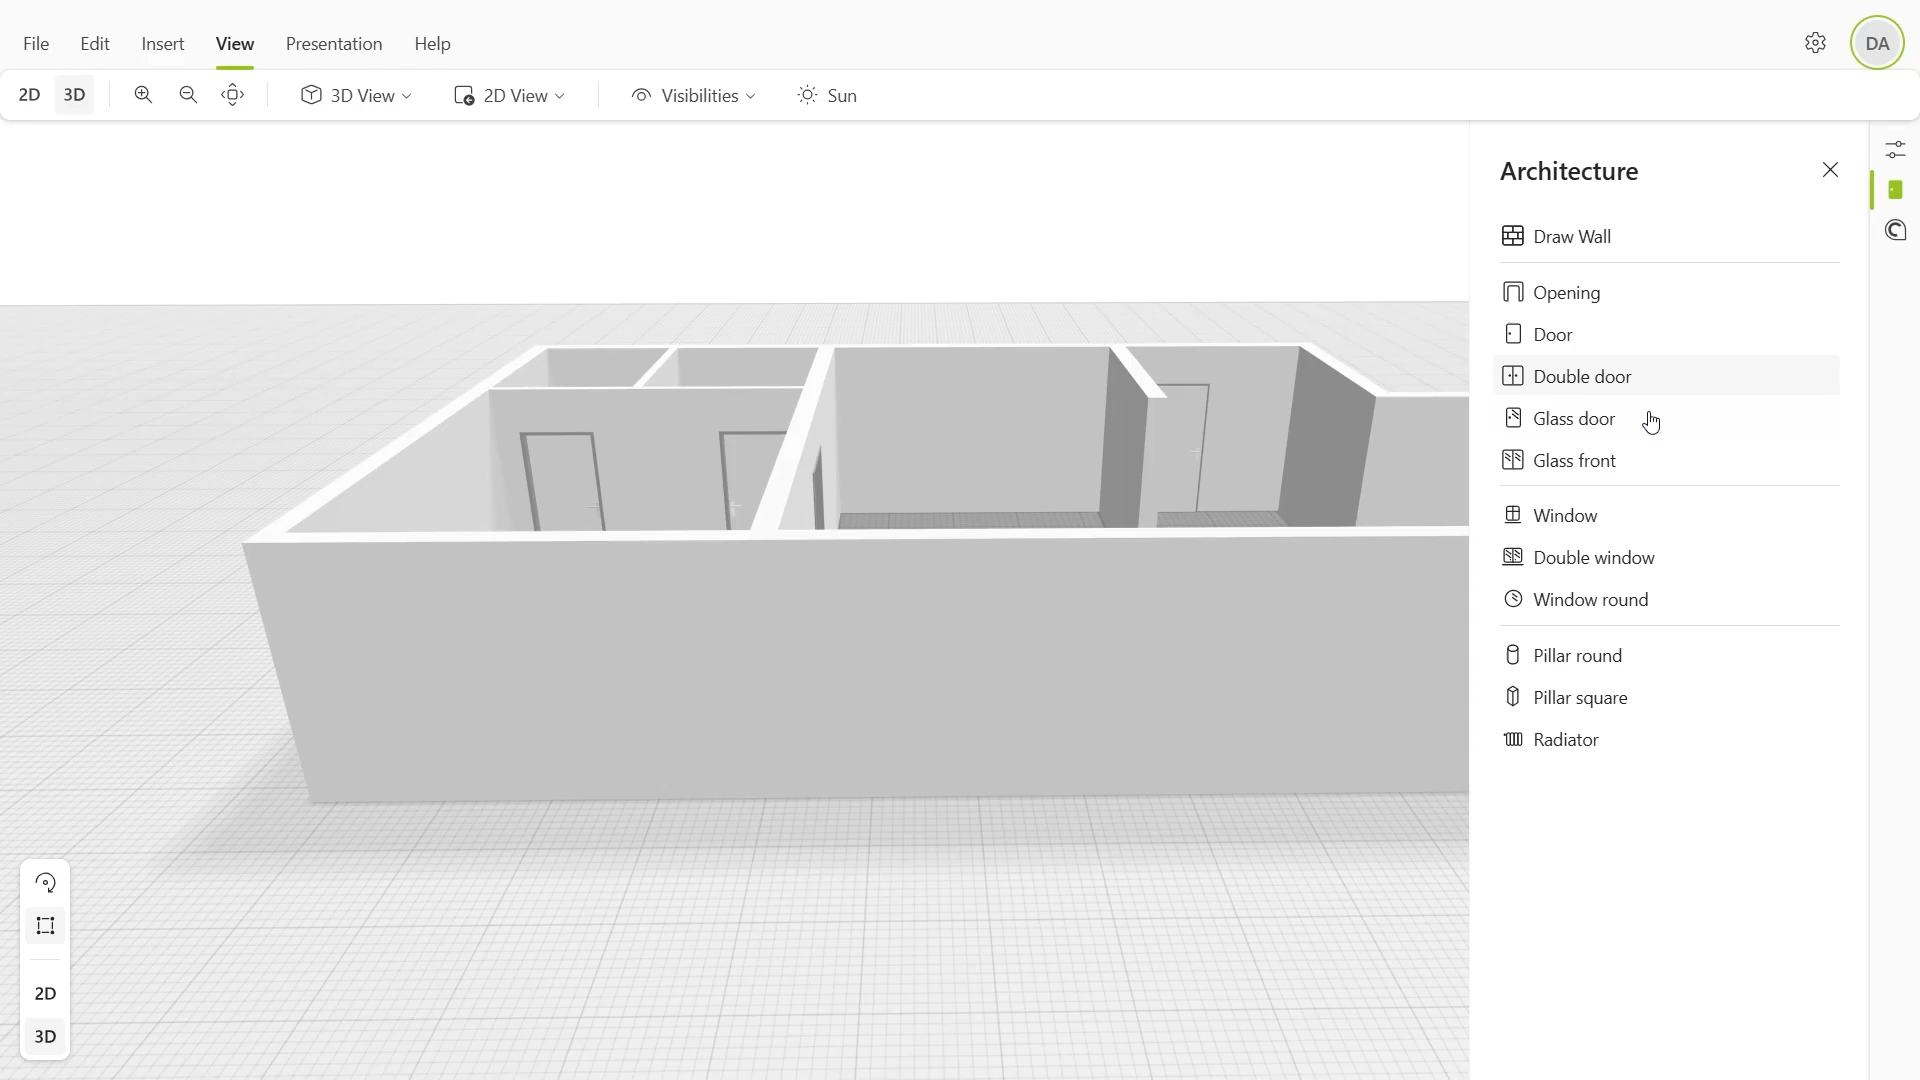 File Edit Insert View Presentation Help
DA
2D 3D 3D View 2D View Visibilities Sun
Architecture
Draw Wall
Opening
Door
Double door
Glass door
Glass front
Window
Double window
Window round
Pillar round
Pillar square
Radiator
2D
3D